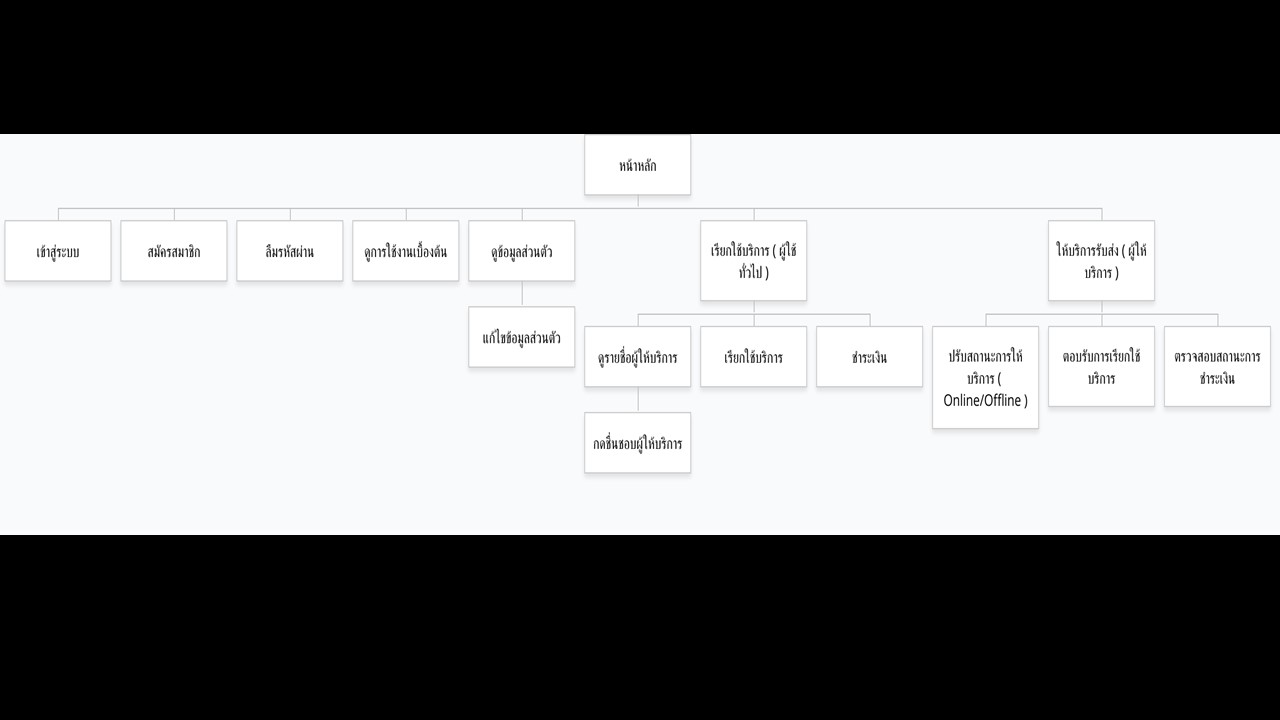 หน้าหลัก
เข้าสู่ระบบ
สมัครสมาชิก
ลืมรหัสผ่าน
ดูการใช้งานเบื้องต้น
ดูข้อมูลส่วนตัว
เรียกใช้บริการ ( ผู้ใช้
ทั่วไป )
ให้บริการรับส่ง ( ผู้ให้
บริการ )
แก้ไขข้อมูลส่วนตัว
ดูรายชื่อผู้ให้บริการ
เรียกใช้บริการ
ชำระเงิน
ปรับสถานะการให้
บริการ (
Online/Offline )
ตอบรับการเรียกใช้
บริการ
ตรวจสอบสถานะการ
ชำระเงิน
กดชื่นชอบผู้ให้บริการ